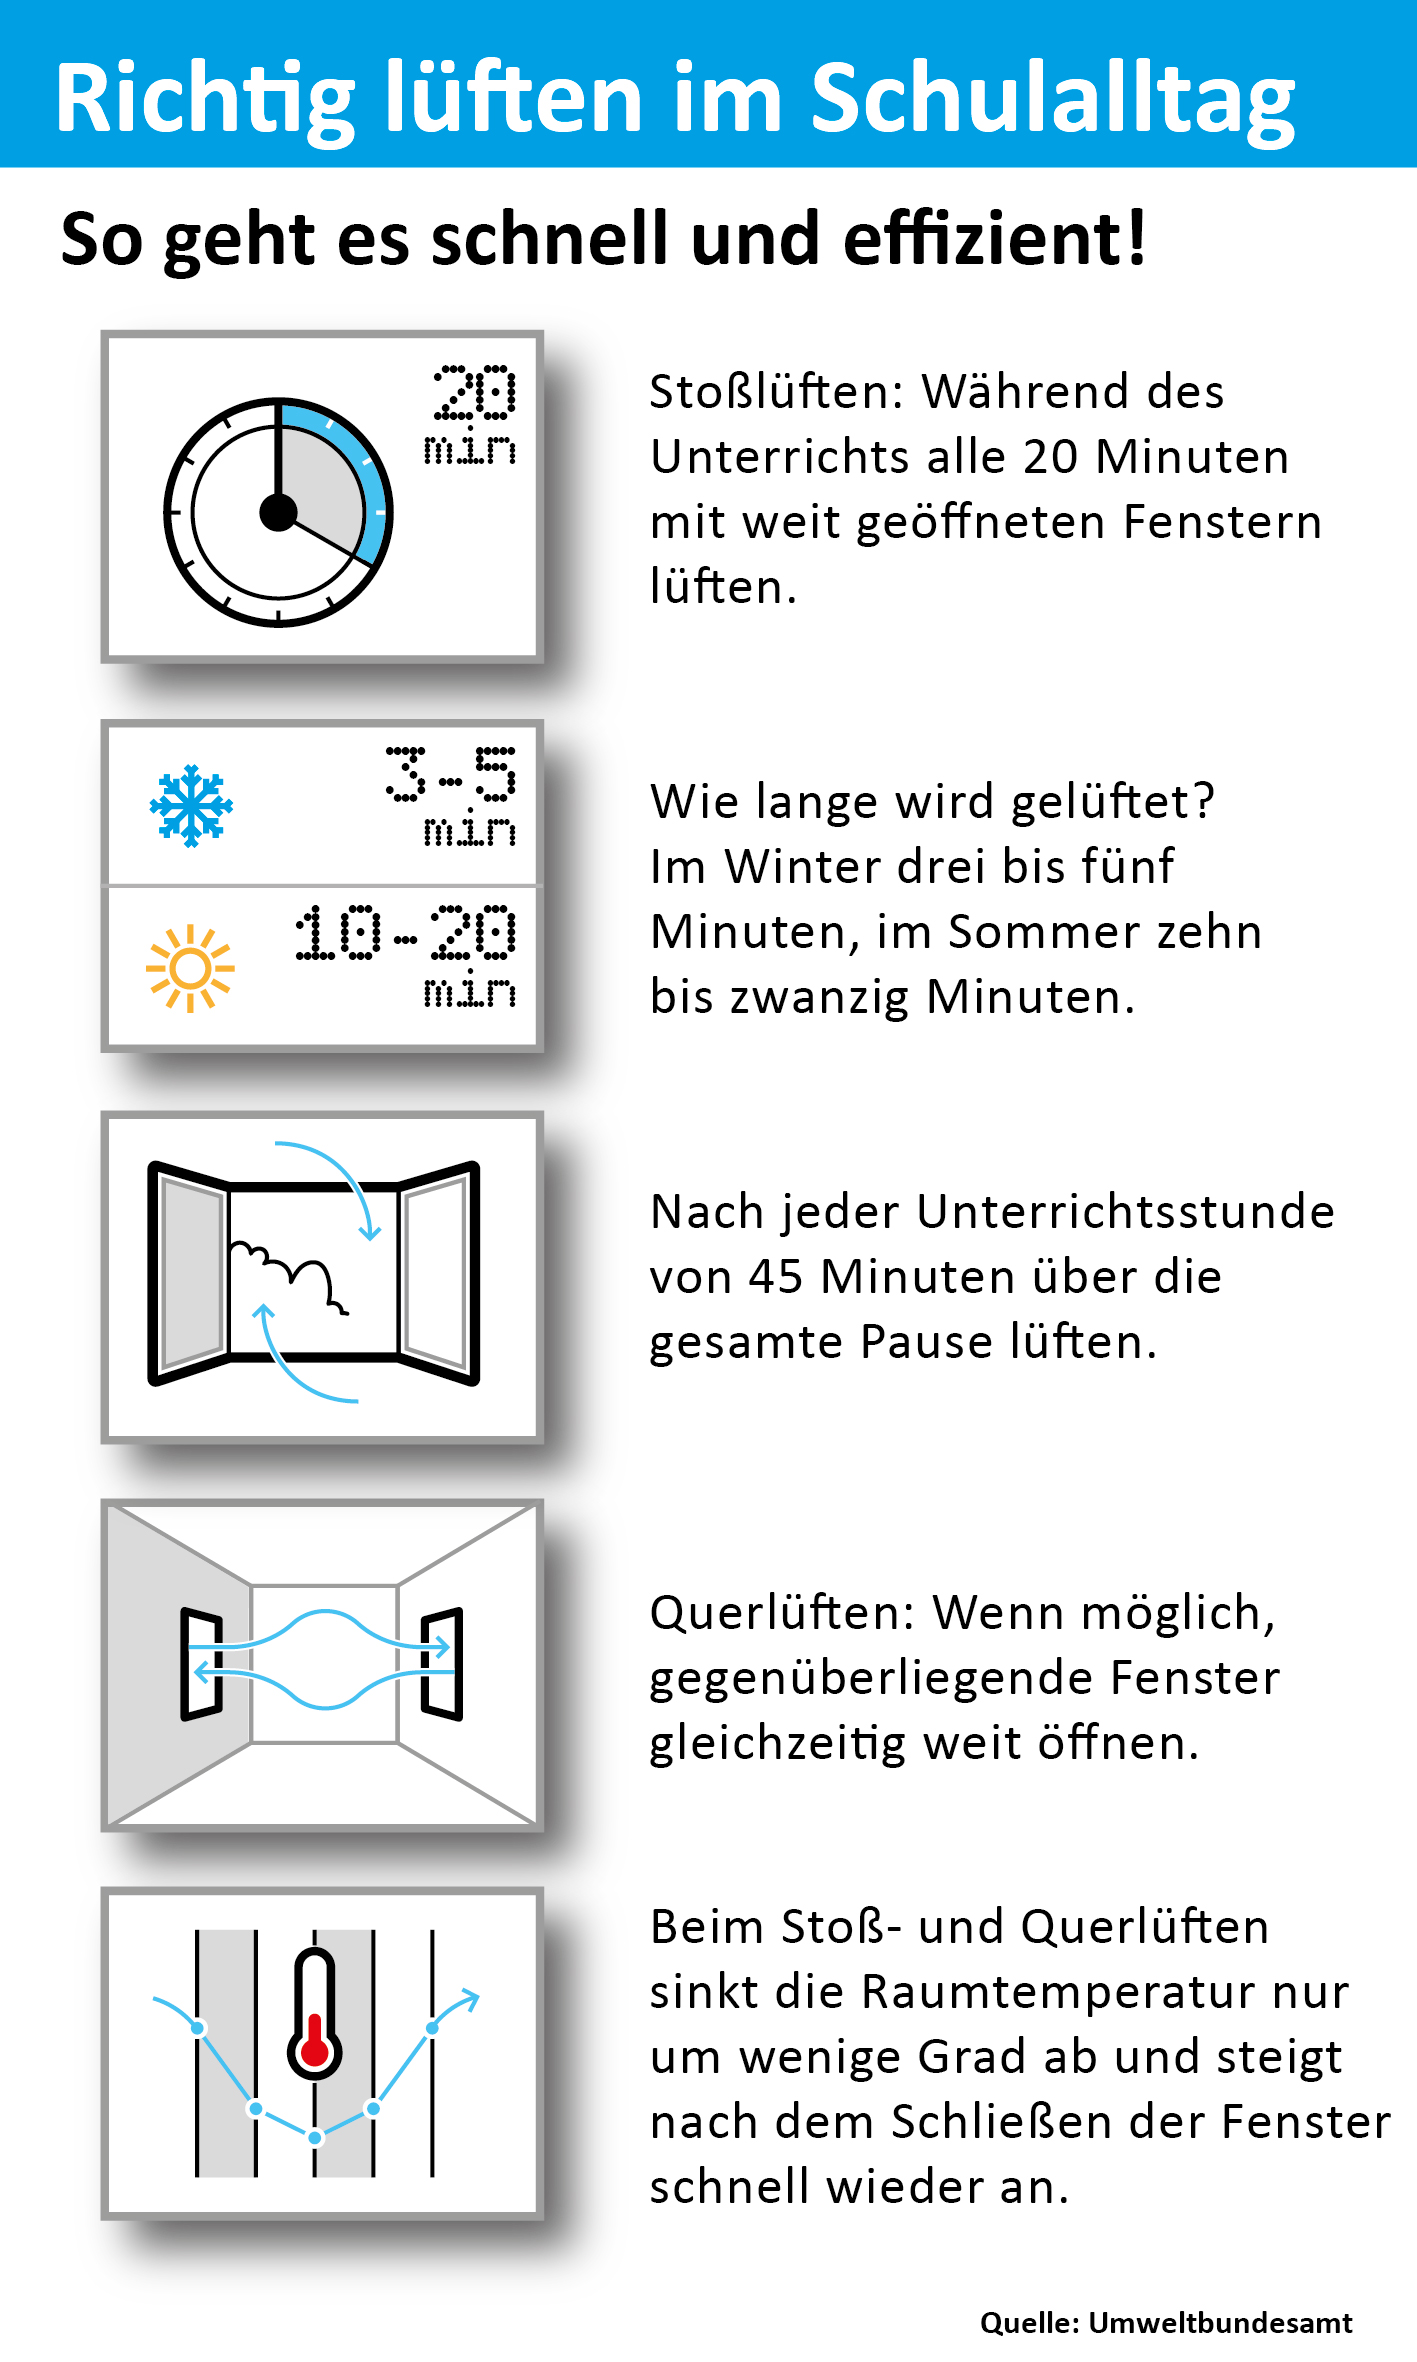 Richtig lüften im Schulalltag
So geht es schnell und effizient!
20
min
Stoßlüften: Während des
Unterrichts alle 20 Minuten
mit weit geöffneten Fenstern
lüften.
3-5
min
10-20
min
Wie lange wird gelüftet?
Im Winter drei bis fünf
Minuten, im Sommer zehn
bis zwanzig Minuten.
Nach jeder Unterrichtsstunde
von 45 Minuten über die
gesamte Pause lüften.
Querlüften: Wenn möglich,
gegenüberliegende Fenster
gleichzeitig weit öffnen.
Beim Stoß- und Querlüften
sinkt die Raumtemperatur nur
um wenige Grad ab und steigt
nach dem Schließen der Fenster
schnell wieder an.
Quelle: Umweltbundesamt